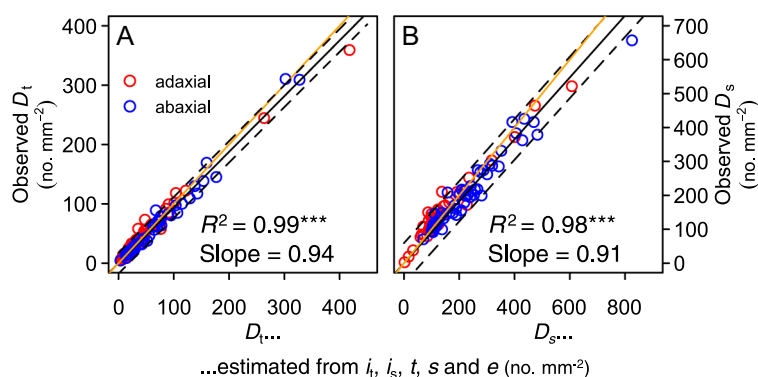 A
B
adaxial
abaxial
Observed Dt
(no. mm−2)
400
300
200
100
0
R2 = 0.99***
Slope = 0.94
0 100 200 300 400
Dt...
R2 = 0.98***
Slope = 0.91
0 200 400 600 800
Ds...
700
600
500
400
300
200
100
0
Observed Ds
(no. mm−2)
...estimated from it, is, t, s and e (no. mm-2)